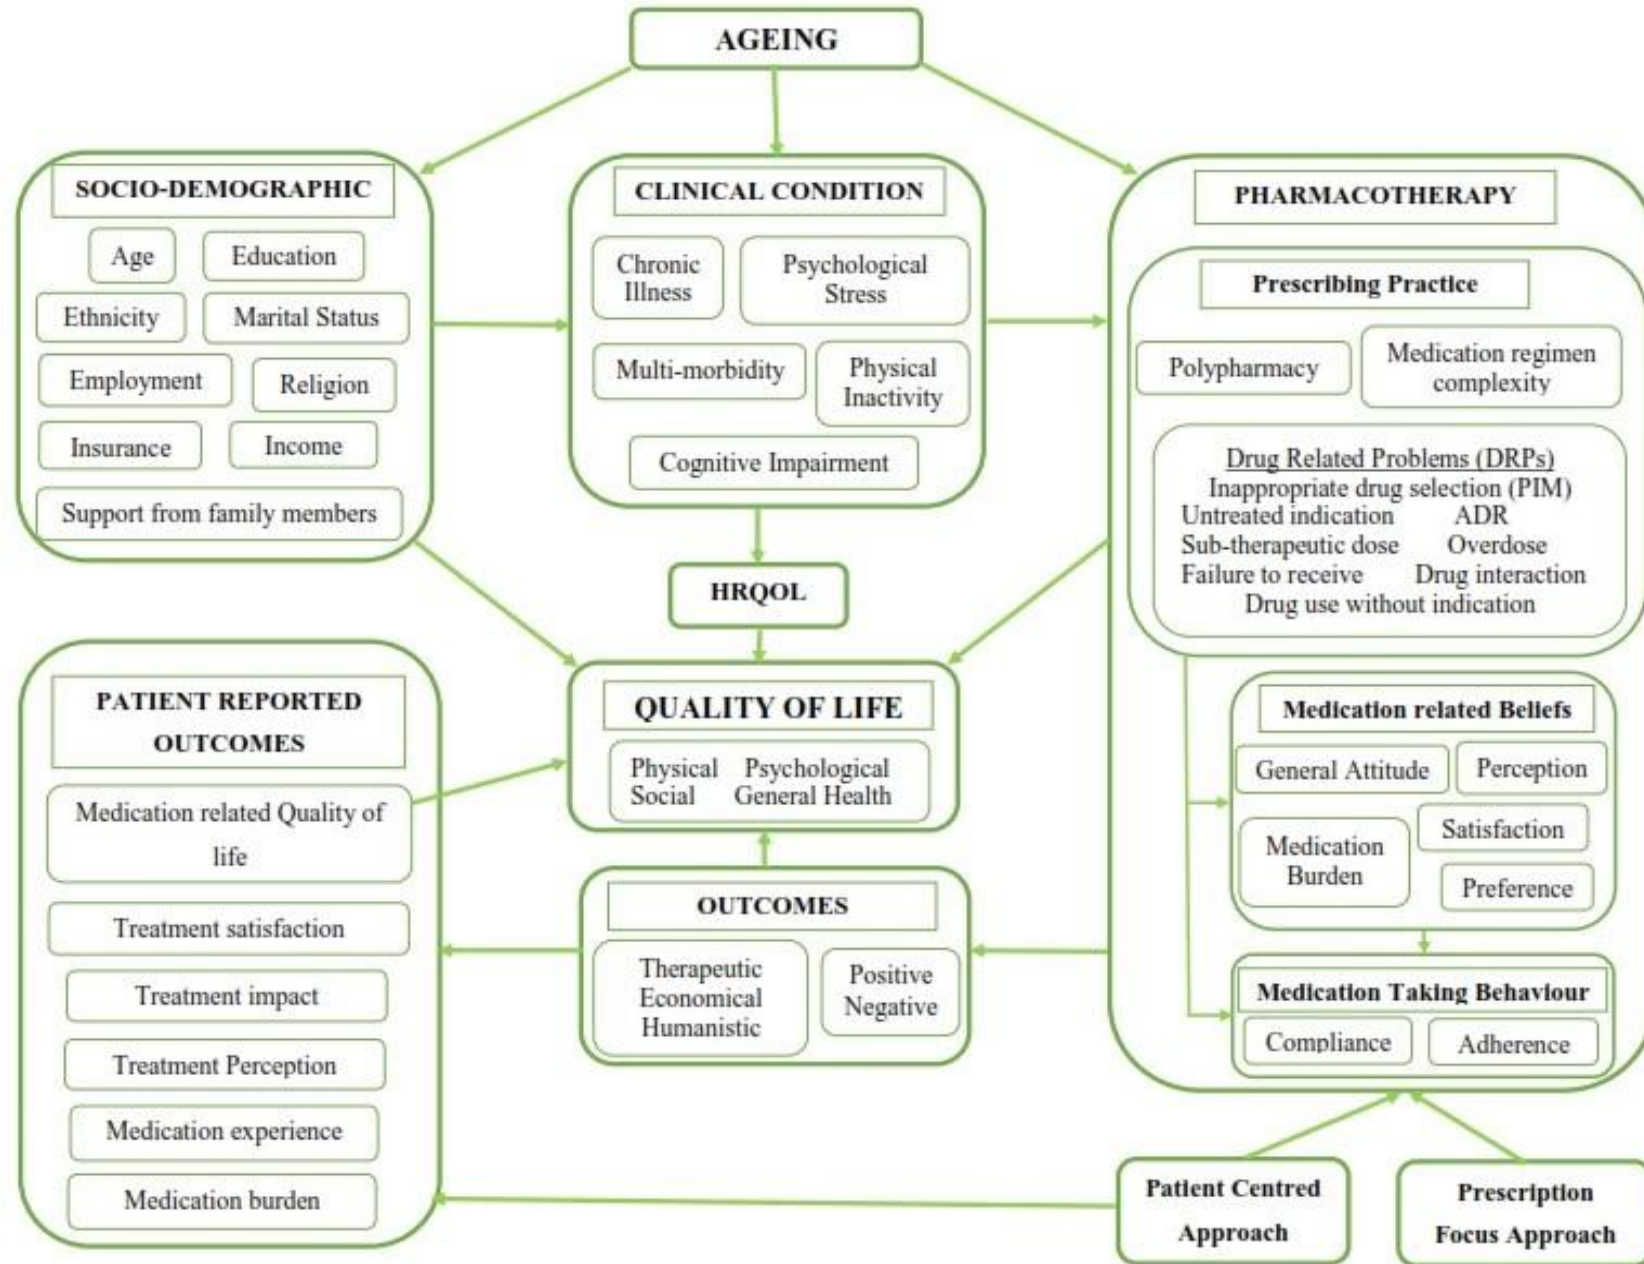 AGEING
SOCIO-DEMOGRAPHIC
Age
Education
Ethnicity
Marital Status
Employment
Religion
Insurance
Income
Support from family members
CLINICAL CONDITION
Chronic
Illness
Psychological
Stress
Multi-morbidity
Physical
Inactivity
Cognitive Impairment
PHARMACOTHERAPY
Prescribing Practice
Polypharmacy
Medication regimen
complexity
Drug Related Problems (DRPs)
Inappropriate drug selection (PIM)
Untreated indication ADR
Sub-therapeutic dose Overdose
Failure to receive Drug interaction
Drug use without indication
Medication related Beliefs
General Attitude
Perception
Medication
Burden
Satisfaction
Preference
Medication Taking Behaviour
Compliance
Adherence
HRQOL
QUALITY OF LIFE
Physical Psychological
Social General Health
OUTCOMES
Therapeutic
Economical
Humanistic
Positive
Negative
PATIENT REPORTED
OUTCOMES
Medication related Quality of
life
Treatment satisfaction
Treatment impact
Treatment Perception
Medication experience
Medication burden
Patient Centred
Approach
Prescription
Focus Approach